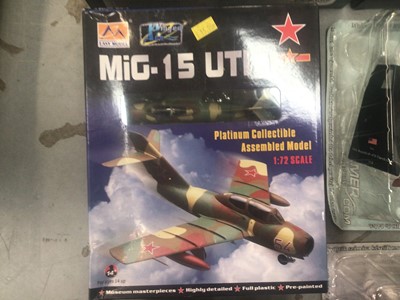 EASY MODEL
MiG-15 UTI
Platinum Collectible
Assembled Model
1:72 SCALE
54
Museum masterpieces ★ Highly detailed ★ Full plastic ★ Pre-painted